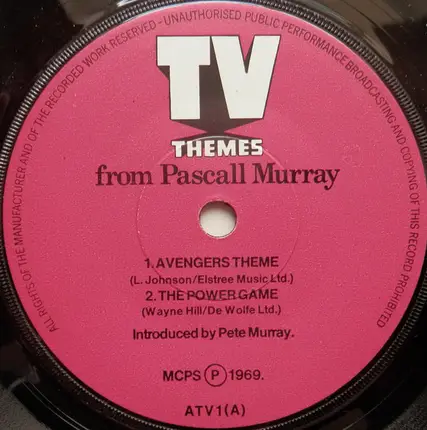 ALL RIGHTS OF THE MANUFACTURER AND OF THE RECORDED WORK RESERVED - UNAUTHORISED PUBLIC PERFORMANCE BROADCASTING AND COPYING OF THIS RECORD PROHIBITED
TV
THEMES
from Pascall Murray
1. AVENGERS THEME
(L. Johnson/Elstree Music Ltd.)
2. THE POWER GAME
(Wayne Hill/De Wolfe Ltd.)
Introduced by Pete Murray.
MCPS Ⓟ 1969.
ATV1(A)